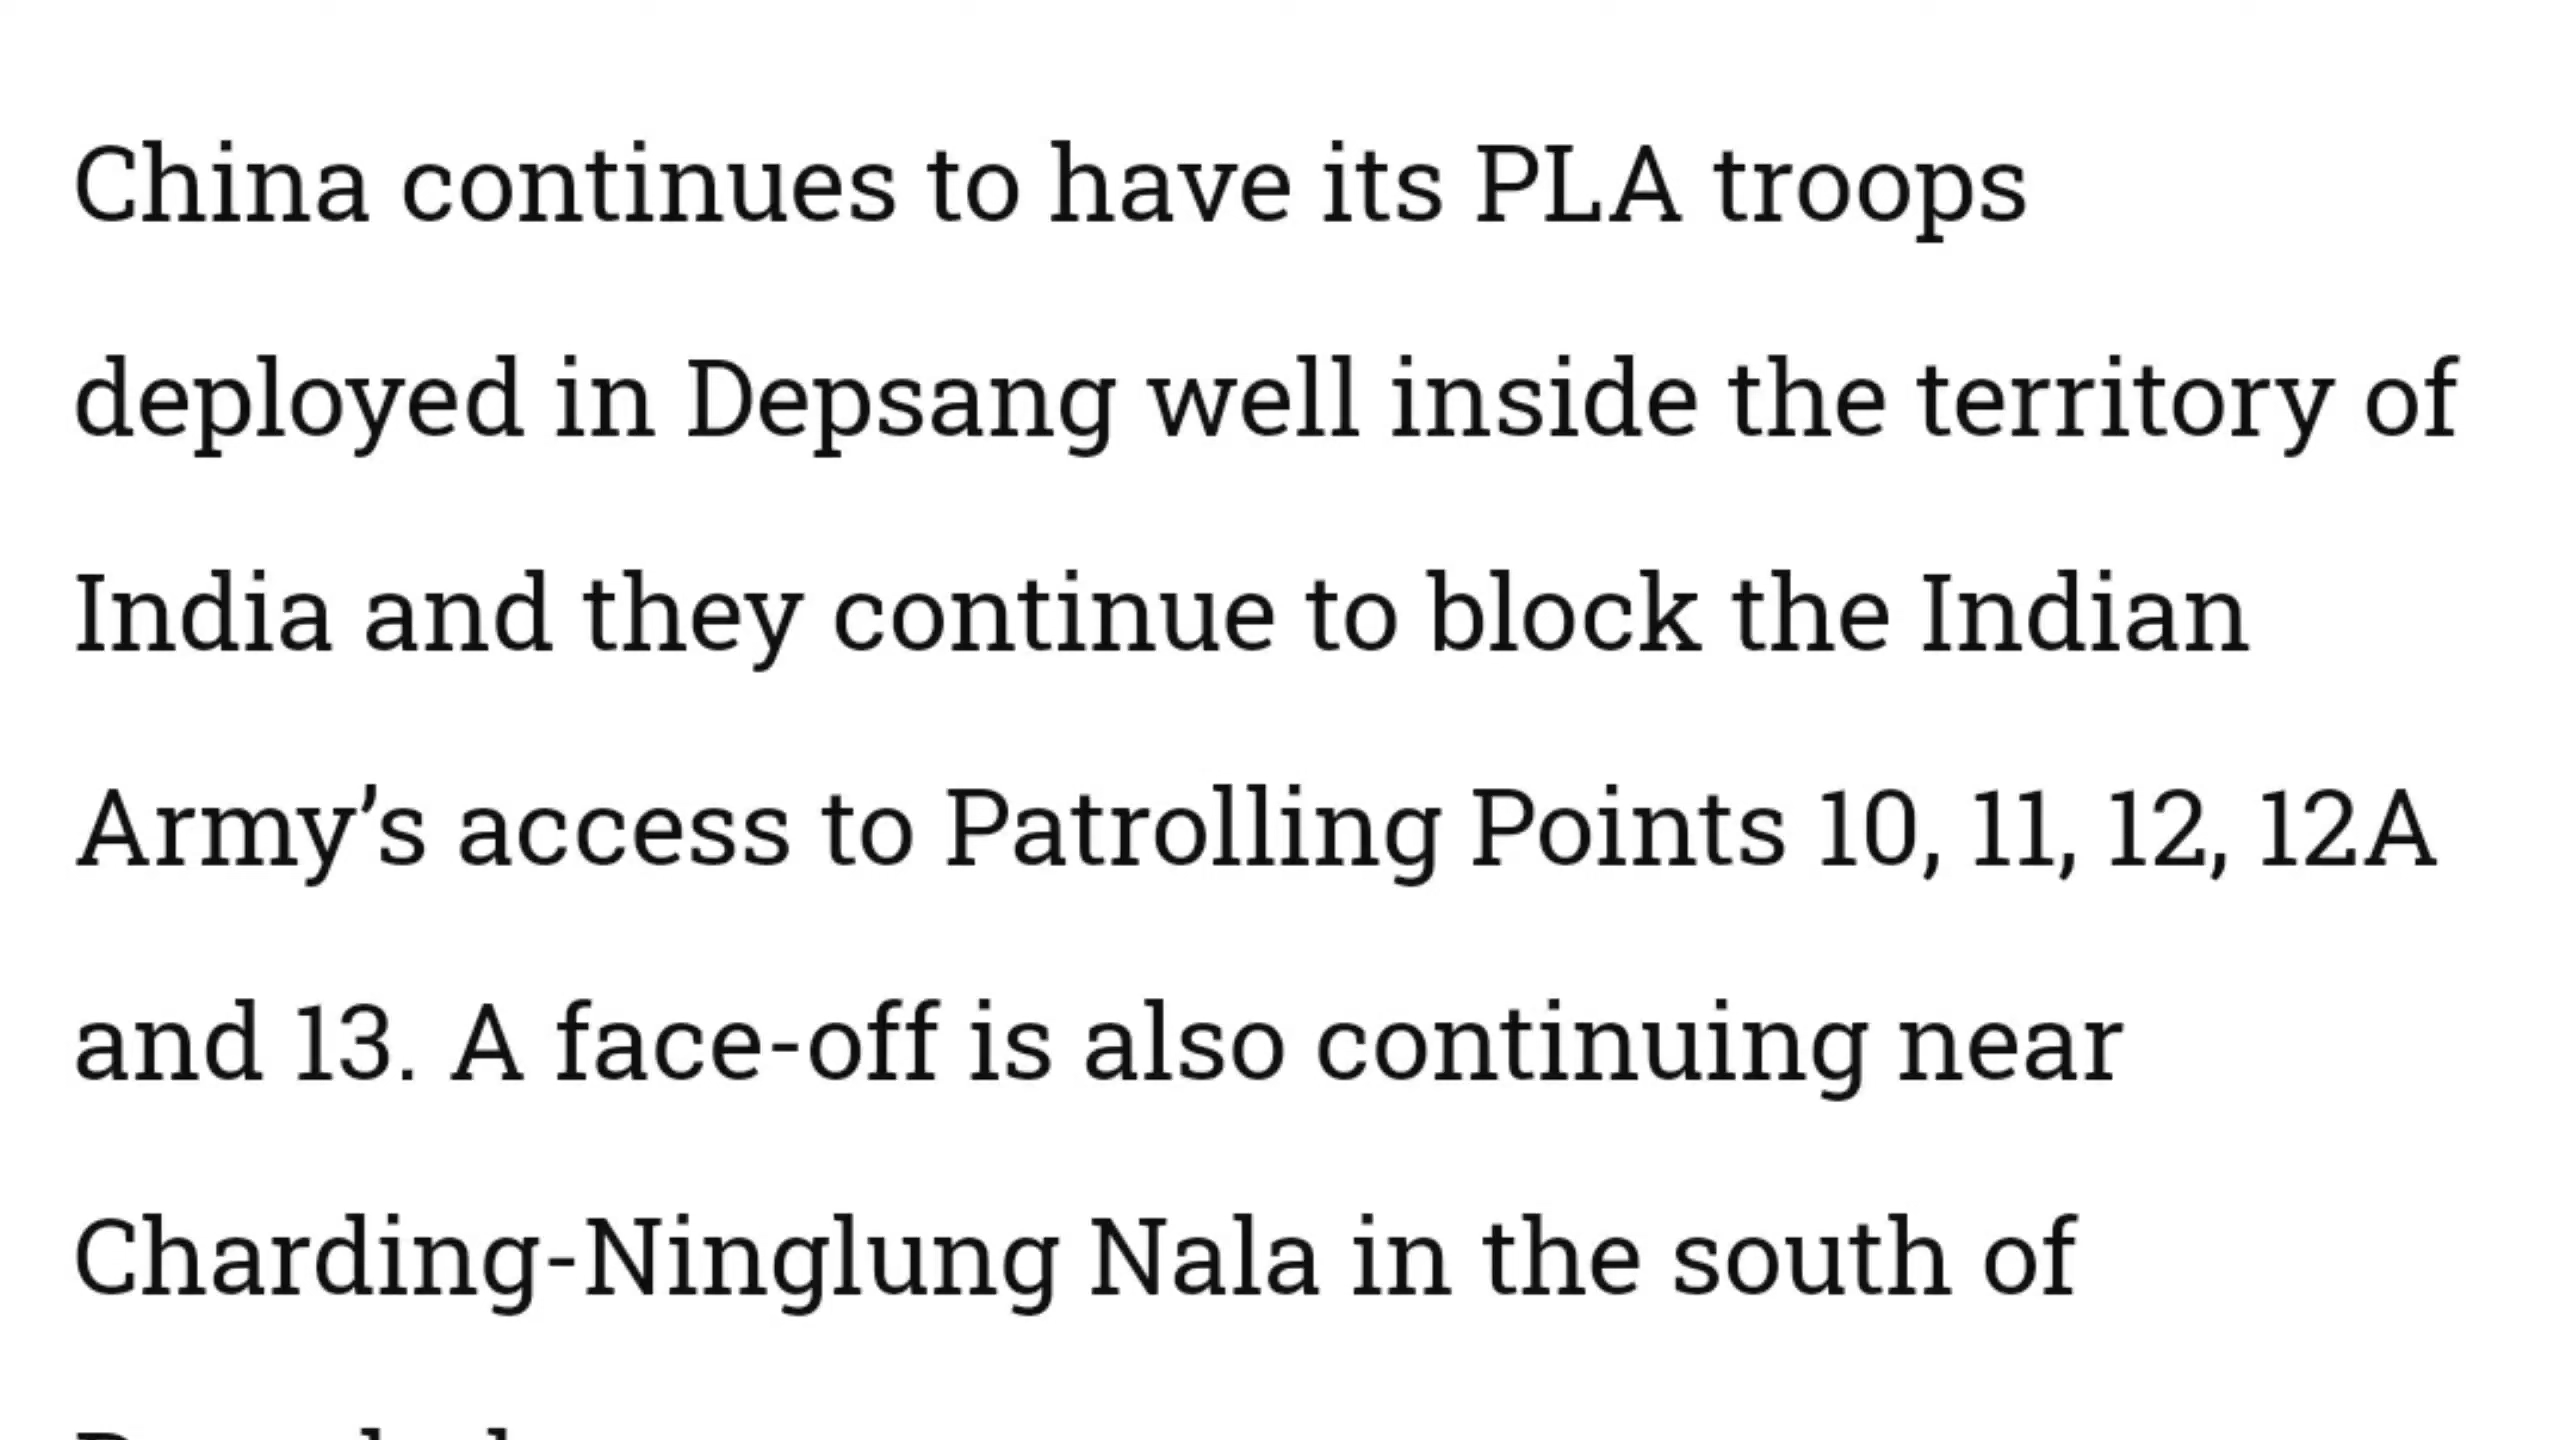 China continues to have its PLA troops
deployed in Depsang well inside the territory of
India and they continue to block the Indian
Army’s access to Patrolling Points 10, 11, 12, 12A
and 13. A face-off is also continuing near
Charding-Ninglung Nala in the south of